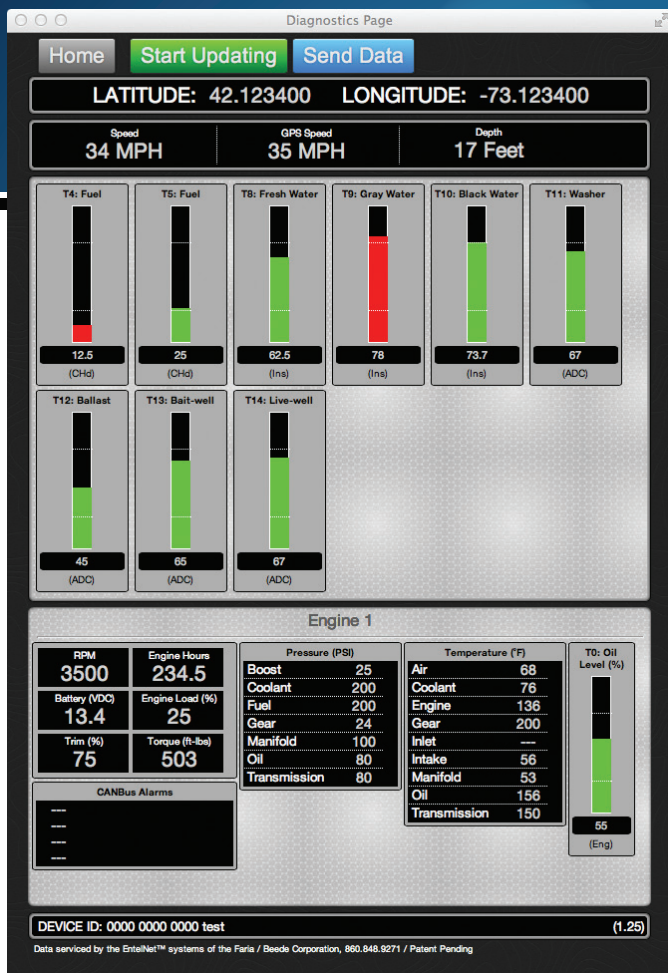 Diagnostics Page
Home Start Updating Send Data
LATITUDE: 42.123400 LONGITUDE: -73.123400
Speed GPS Speed Depth
34 MPH 35 MPH 17 Feet
T4: Fuel T5: Fuel T8: Fresh Water T9: Gray Water T10: Black Water T11: Washer
12.5 25 62.5 78 73.7 67
(CHd) (CHd) (Ins) (Ins) (Ins) (ADC)
T12: Ballast T13: Bait-well T14: Live-well
45 65 67
(ADC) (ADC) (ADC)
Engine 1
RPM Engine Hours
3500 234.5
Battery (VDC) Engine Load (%)
13.4 25
Trim (%) Torque (ft-lbs)
75 503
CANBus Alarms
---
---
---
---
Pressure (PSI)
Boost 25
Coolant 200
Fuel 200
Gear 24
Manifold 100
Oil 80
Transmission 80
Temperature (°F)
Air 68
Coolant 76
Engine 136
Gear 200
Inlet ---
Intake 56
Manifold 53
Oil 156
Transmission 150
T0: Oil
Level (%)
55
(Eng)
DEVICE ID: 0000 0000 0000 test (1.25)
Data serviced by the EntelNet™ systems of the Faria / Beede Corporation, 860.848.9271 / Patent Pending